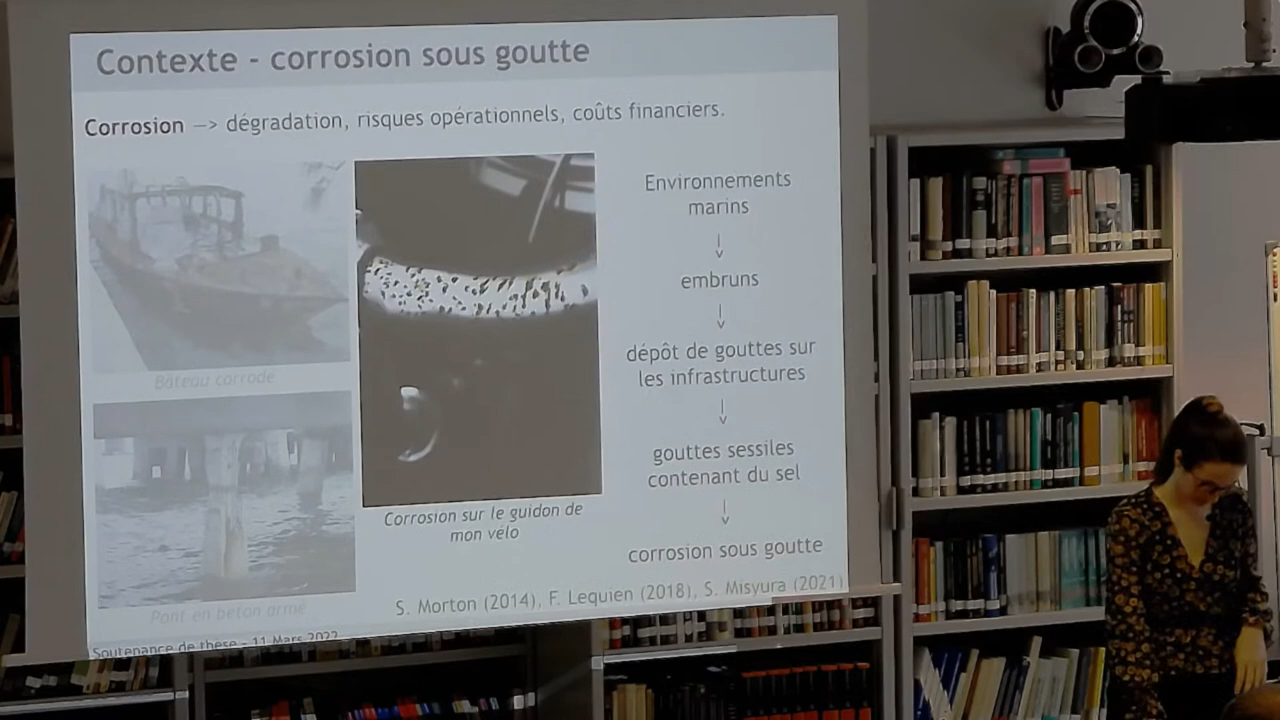 Contexte - corrosion sous goutte
Corrosion —> dégradation, risques opérationnels, coûts financiers.
Bâteau corrodé
Pont en béton armé
Corrosion sur le guidon de
mon vélo
Environnements
marins
embruns
dépôt de gouttes sur
les infrastructures
gouttes sessiles
contenant du sel
corrosion sous goutte
S. Morton (2014), F. Lequien (2018), S. Misyura (2021)
Soutenance de thèse - 11 Mars 2022